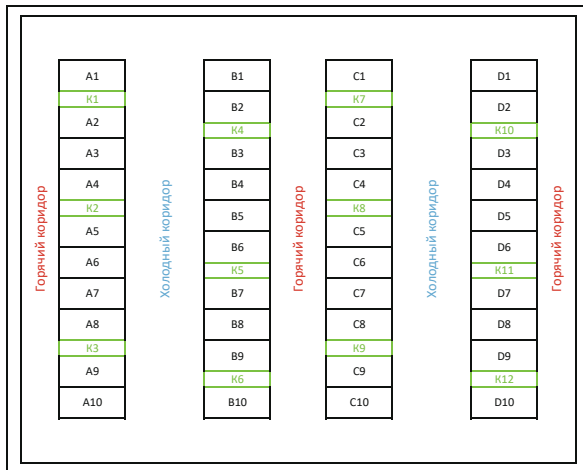 A1
K1
A2
A3
A4
K2
A5
A6
A7
A8
K3
A9
A10
B1
B2
K4
B3
B4
B5
B6
K5
B7
B8
B9
K6
B10
C1
K7
C2
C3
C4
K8
C5
C6
C7
C8
K9
C9
C10
D1
D2
K10
D3
D4
D5
D6
K11
D7
D8
D9
K12
D10
Горячий коридор
Холодный коридор
Горячий коридор
Холодный коридор
Горячий коридор